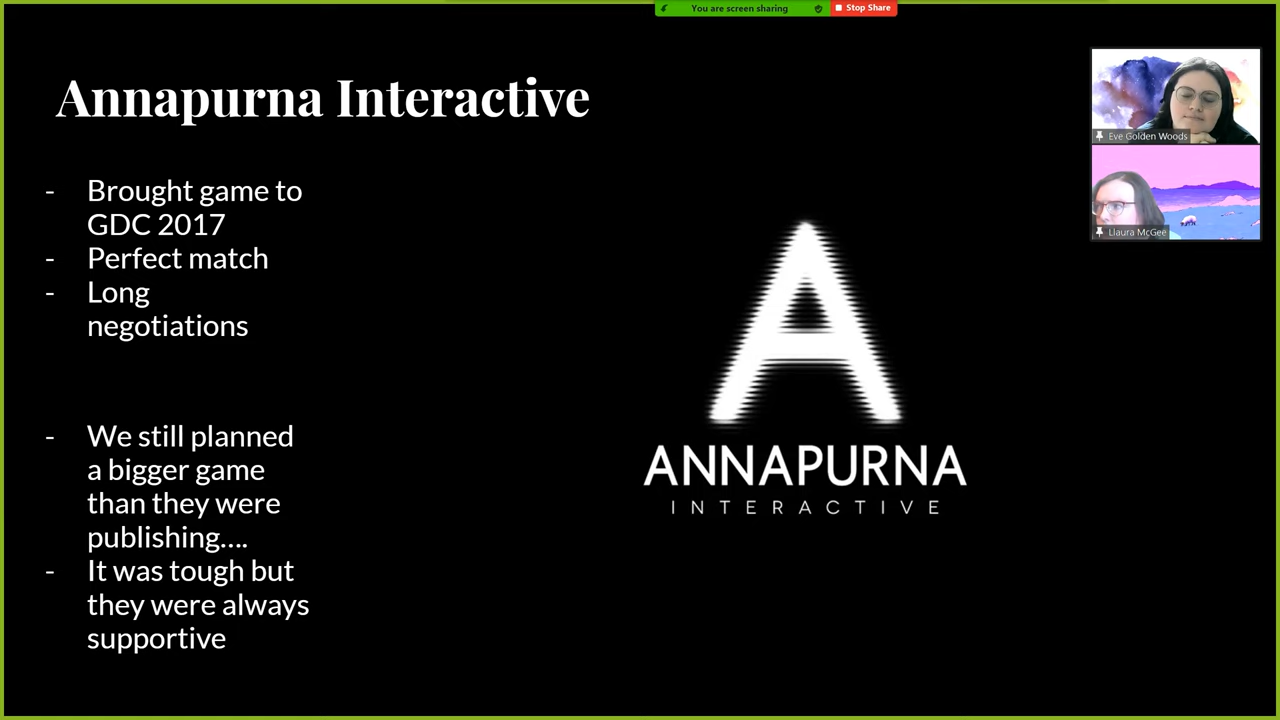 You are screen sharing
Stop Share
Annapurna Interactive
- Brought game to
GDC 2017
- Perfect match
- Long
negotiations
- We still planned
a bigger game
than they were
publishing....
- It was tough but
they were always
supportive
A
ANNAPURNA
INTERACTIVE
Eve Golden Woods
Llaura McGee